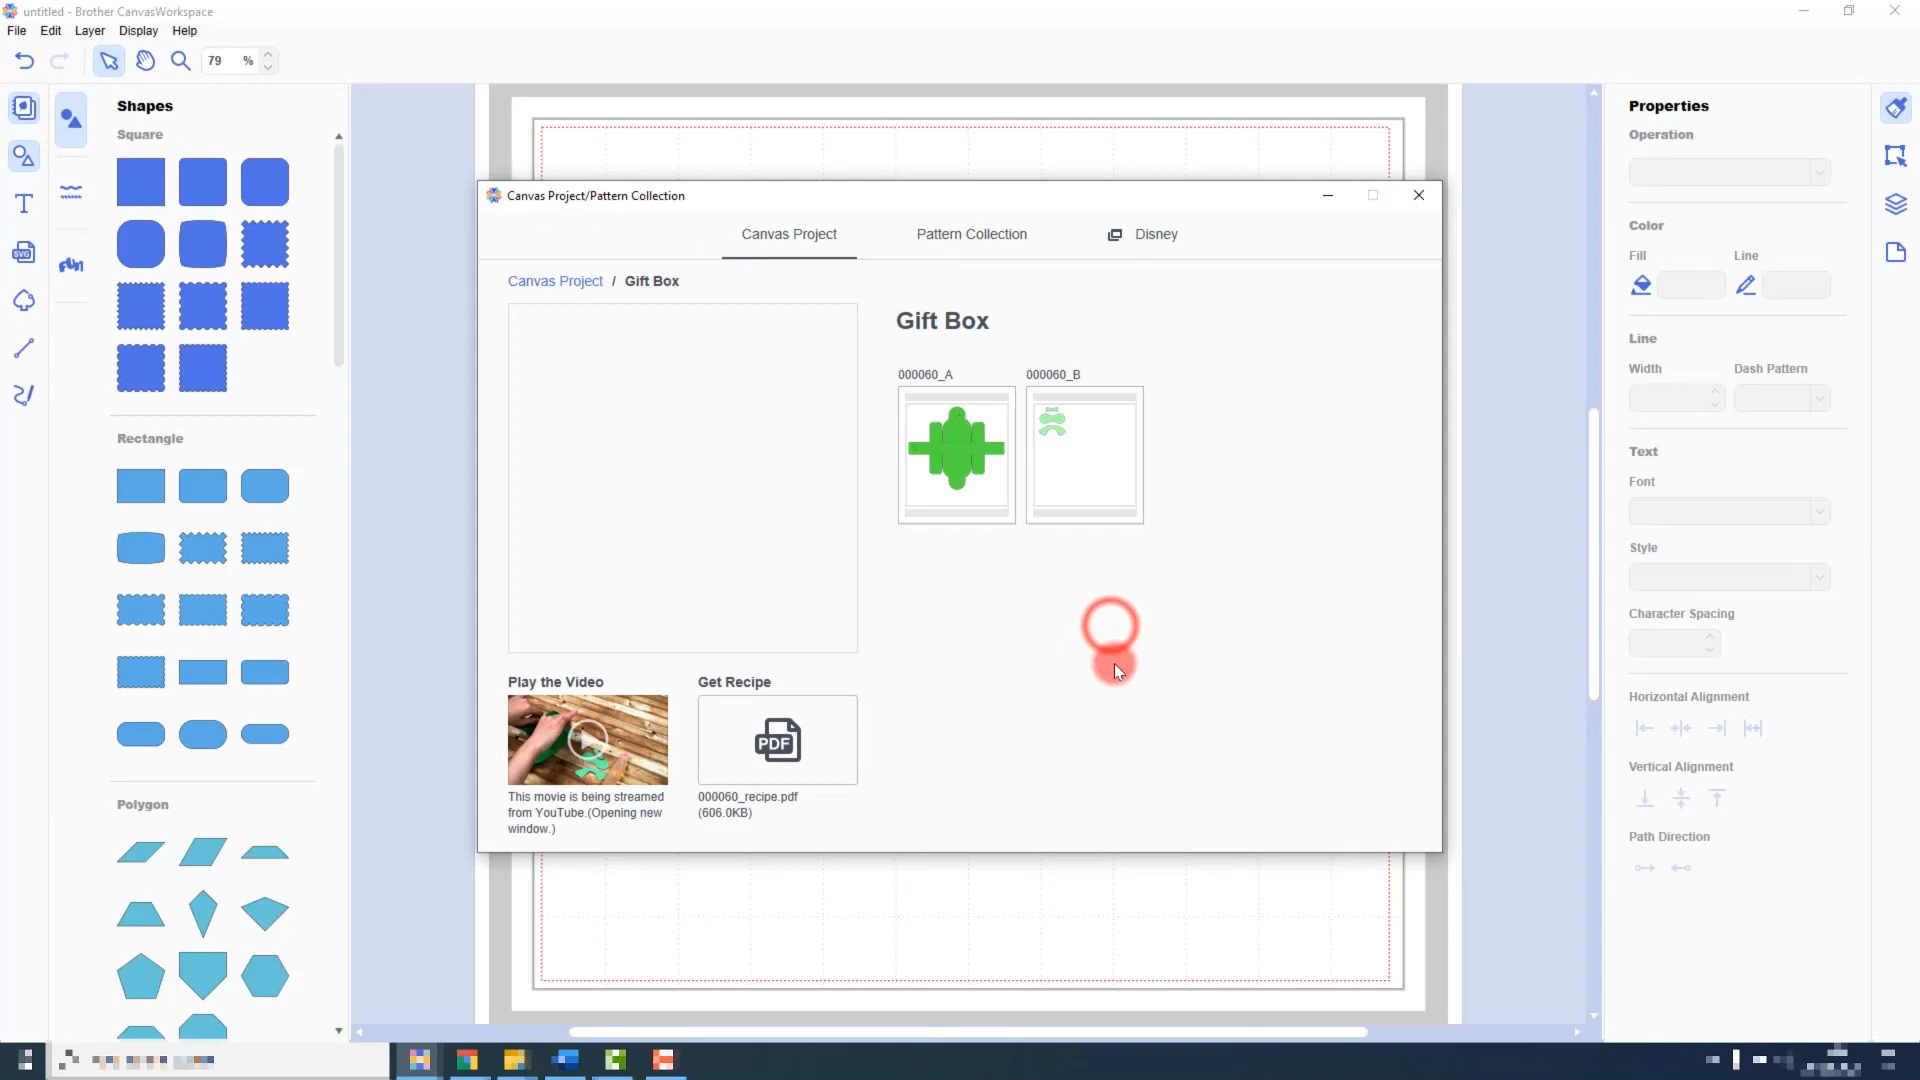 untitled - Brother CanvasWorkspace
File Edit Layer Display Help
79 %
Shapes
Square
Rectangle
Polygon
T
SVG
Fun
Canvas Project/Pattern Collection
Canvas Project Pattern Collection Disney
Canvas Project / Gift Box
Gift Box
000060_A 000060_B
Play the Video
This movie is being streamed
from YouTube.(Opening new
window.)
Get Recipe
PDF
000060_recipe.pdf
(606.0KB)
Properties
Operation
Color
Fill Line
Line
Width Dash Pattern
Text
Font
Style
Character Spacing
Horizontal Alignment
Vertical Alignment
Path Direction